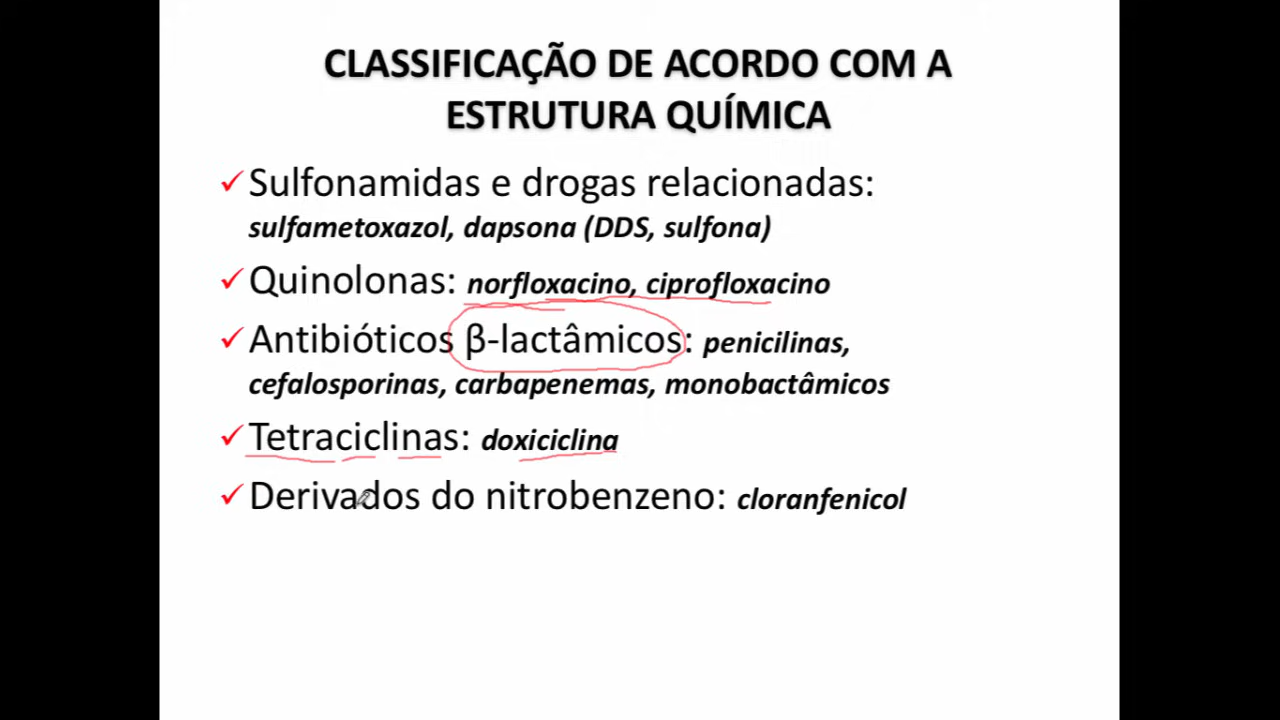 CLASSIFICAÇÃO DE ACORDO COM A
ESTRUTURA QUÍMICA
Sulfonamidas e drogas relacionadas:
sulfametoxazol, dapsona (DDS, sulfona)
Quinolonas: norfloxacino, ciprofloxacino
Antibióticos β-lactâmicos: penicilinas,
cefalosporinas, carbapenemas, monobactâmicos
Tetraciclinas: doxiciclina
Derivados do nitrobenzeno: cloranfenicol